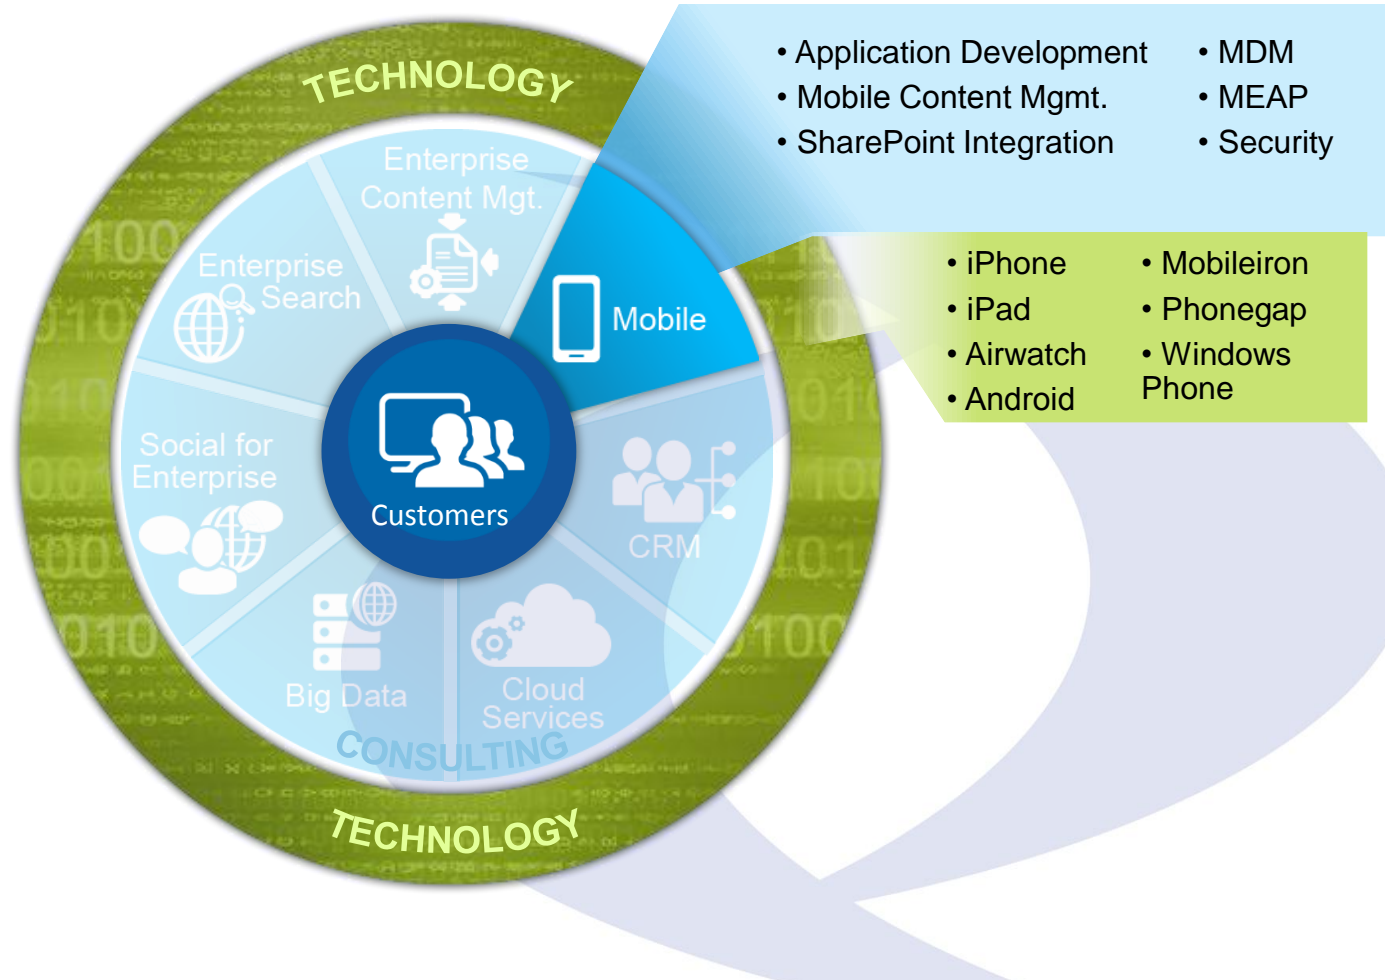 TECHNOLOGY
• Application Development
• Mobile Content Mgmt.
• SharePoint Integration
• MDM
• MEAP
• Security
• iPhone
• iPad
• Airwatch
• Android
• Mobileiron
• Phonegap
• Windows
Phone
Enterprise
Content Mgt.
Enterprise
Search
Mobile
Social for
Enterprise
Customers
CRM
Big Data
Cloud
Services
CONSULTING
TECHNOLOGY